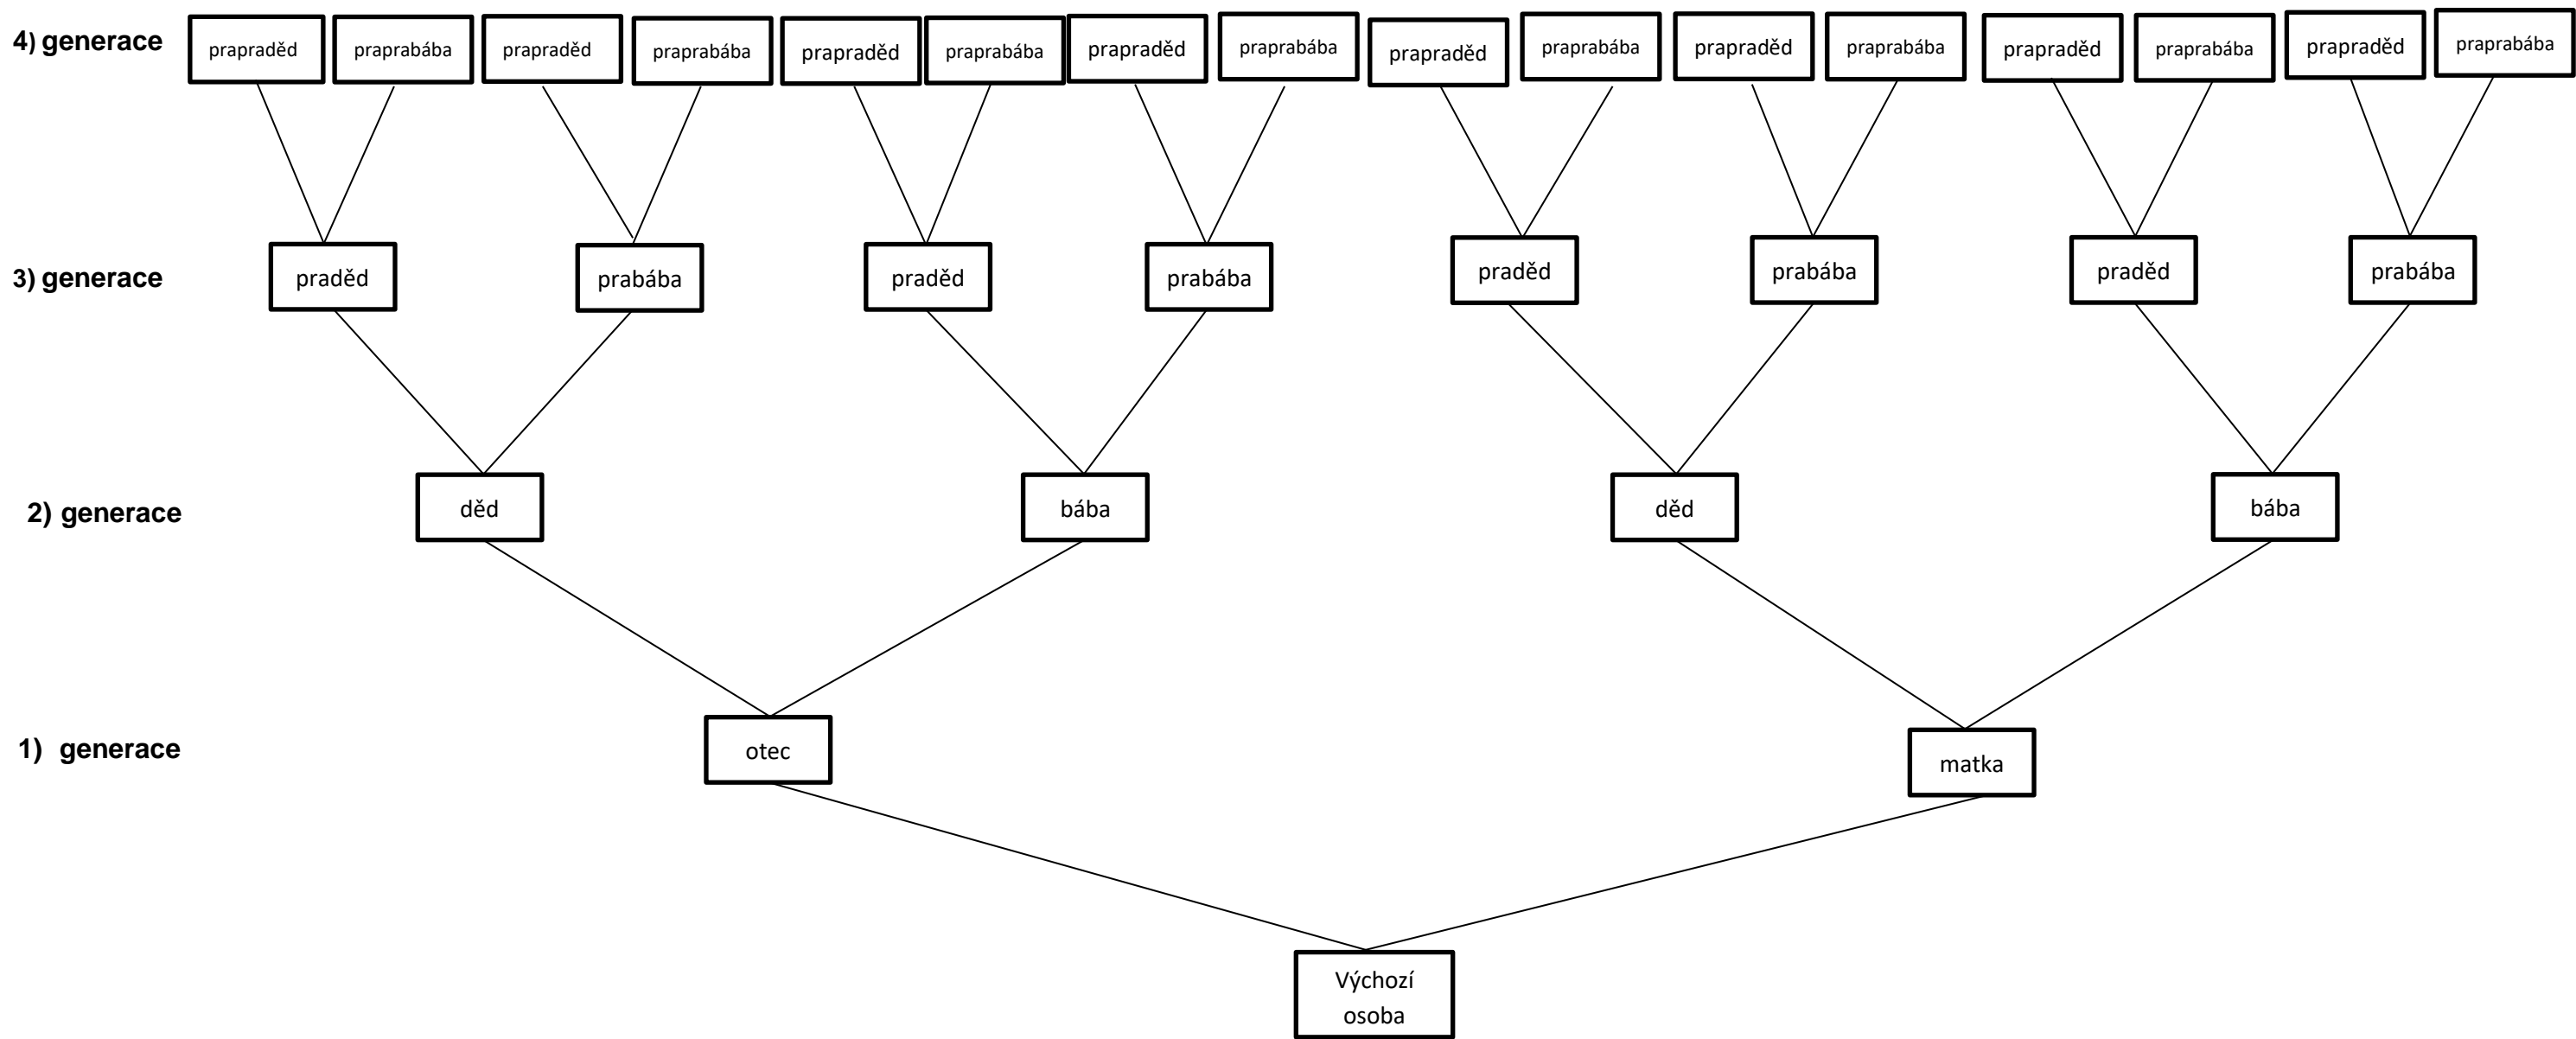 4) generace prapraděd praprabába prapraděd praprabába prapraděd praprabába prapraděd praprabába prapraděd praprabába prapraděd praprabába prapraděd praprabába prapraděd praprabába
3) generace praděd prabába praděd prabába praděd prabába praděd prabába
2) generace děd bába děd bába
1) generace otec matka
Výchozí
osoba